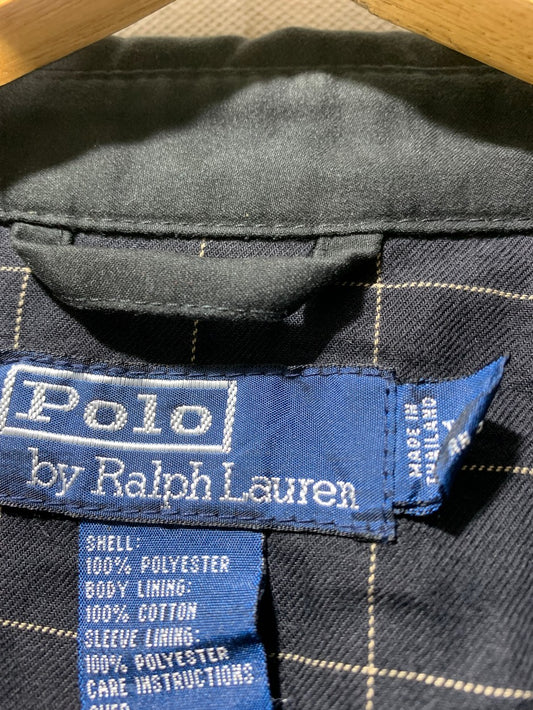 Polo
by Ralph Lauren
MADE IN
THAILAND
SHELL:
100% POLYESTER
BODY LINING:
100% COTTON
SLEEVE LINING:
100% POLYESTER
CARE INSTRUCTIONS
OVER